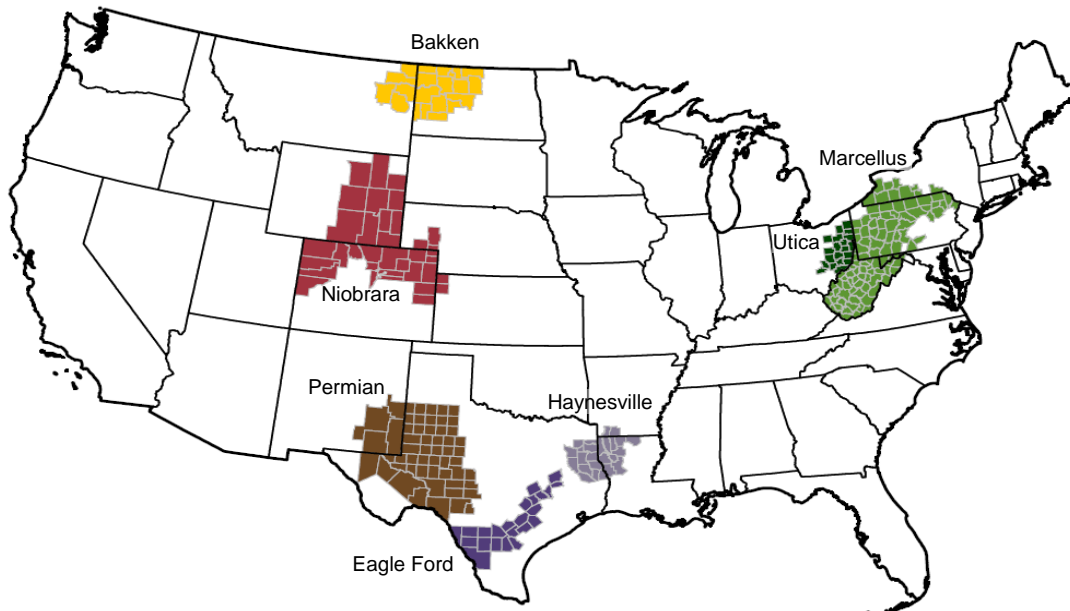 Bakken
Marcellus
Utica
Niobrara
Permian
Haynesville
Eagle Ford